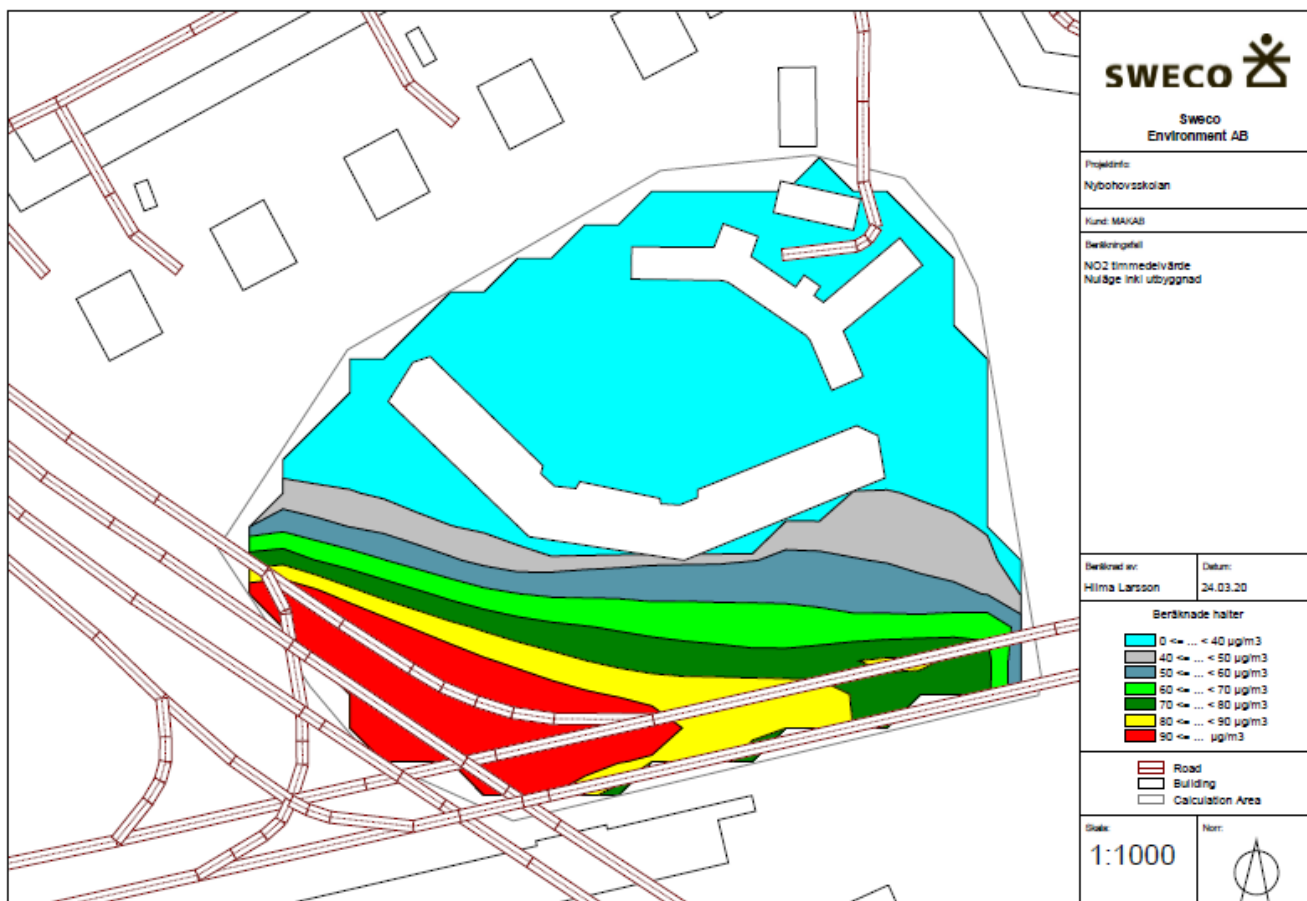 SWECO
Sweco
Environment AB
Projektinfo:
Nybohovsskolan
Kund: MAKAB
Beräkningsfall
NO2 timmedelvärde
Nuläge inkl utbyggnad
Beräknad av:
Hilma Larsson
Datum:
24.03.20
Beräknade halter
0 <= ... < 40 µg/m3
40 <= ... < 50 µg/m3
50 <= ... < 60 µg/m3
60 <= ... < 70 µg/m3
70 <= ... < 80 µg/m3
80 <= ... < 90 µg/m3
90 <= ... µg/m3
Road
Building
Calculation Area
Skala:
1:1000
Norr: